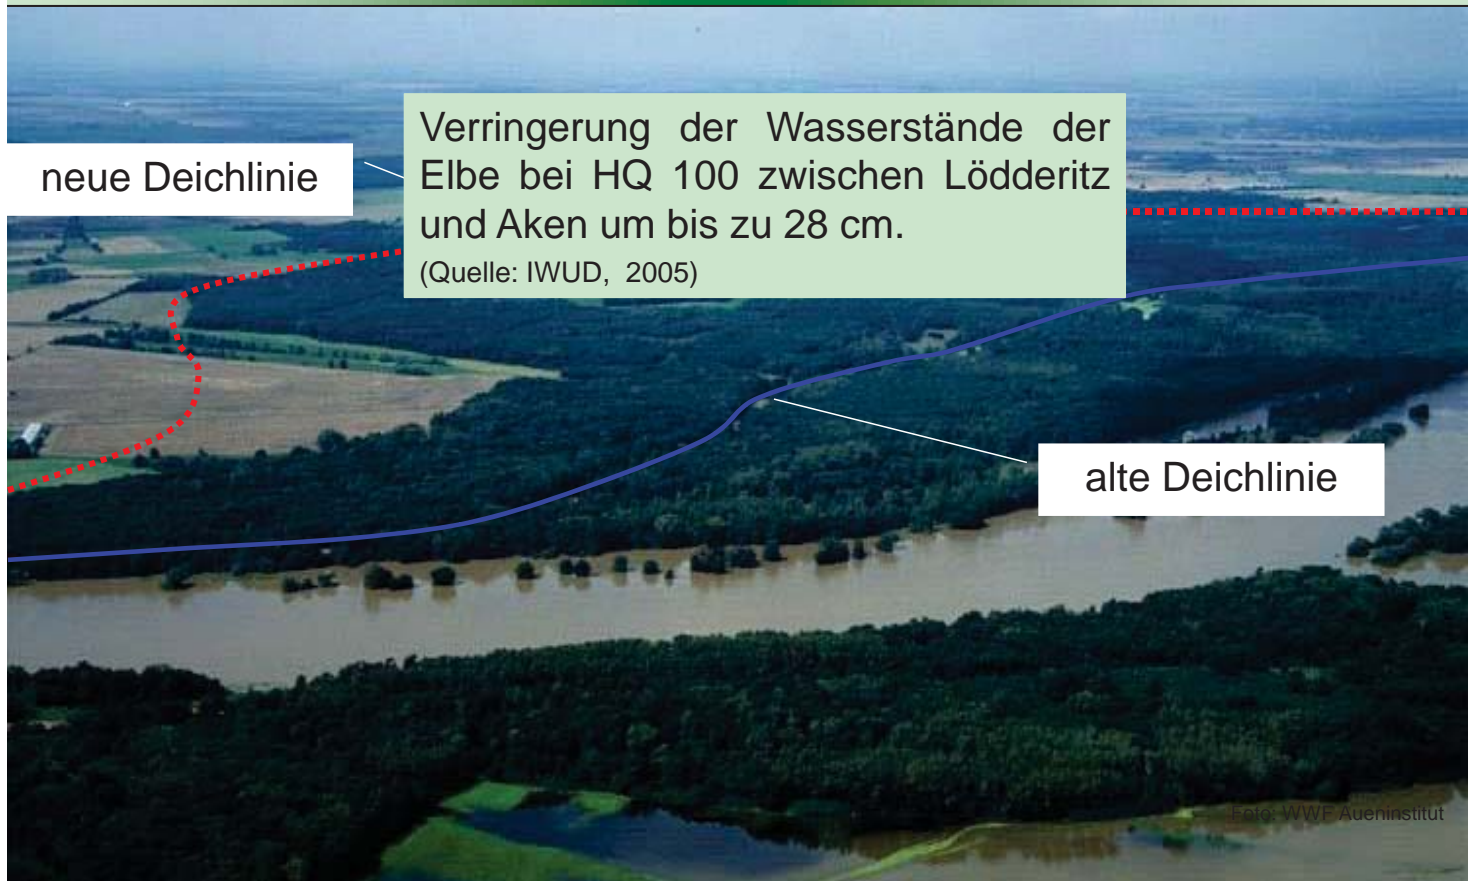 Verringerung der Wasserstände der
Elbe bei HQ 100 zwischen Lödderitz
und Aken um bis zu 28 cm.
(Quelle: IWUD, 2005)
neue Deichlinie
alte Deichlinie
Foto: WWF Aueninstitut